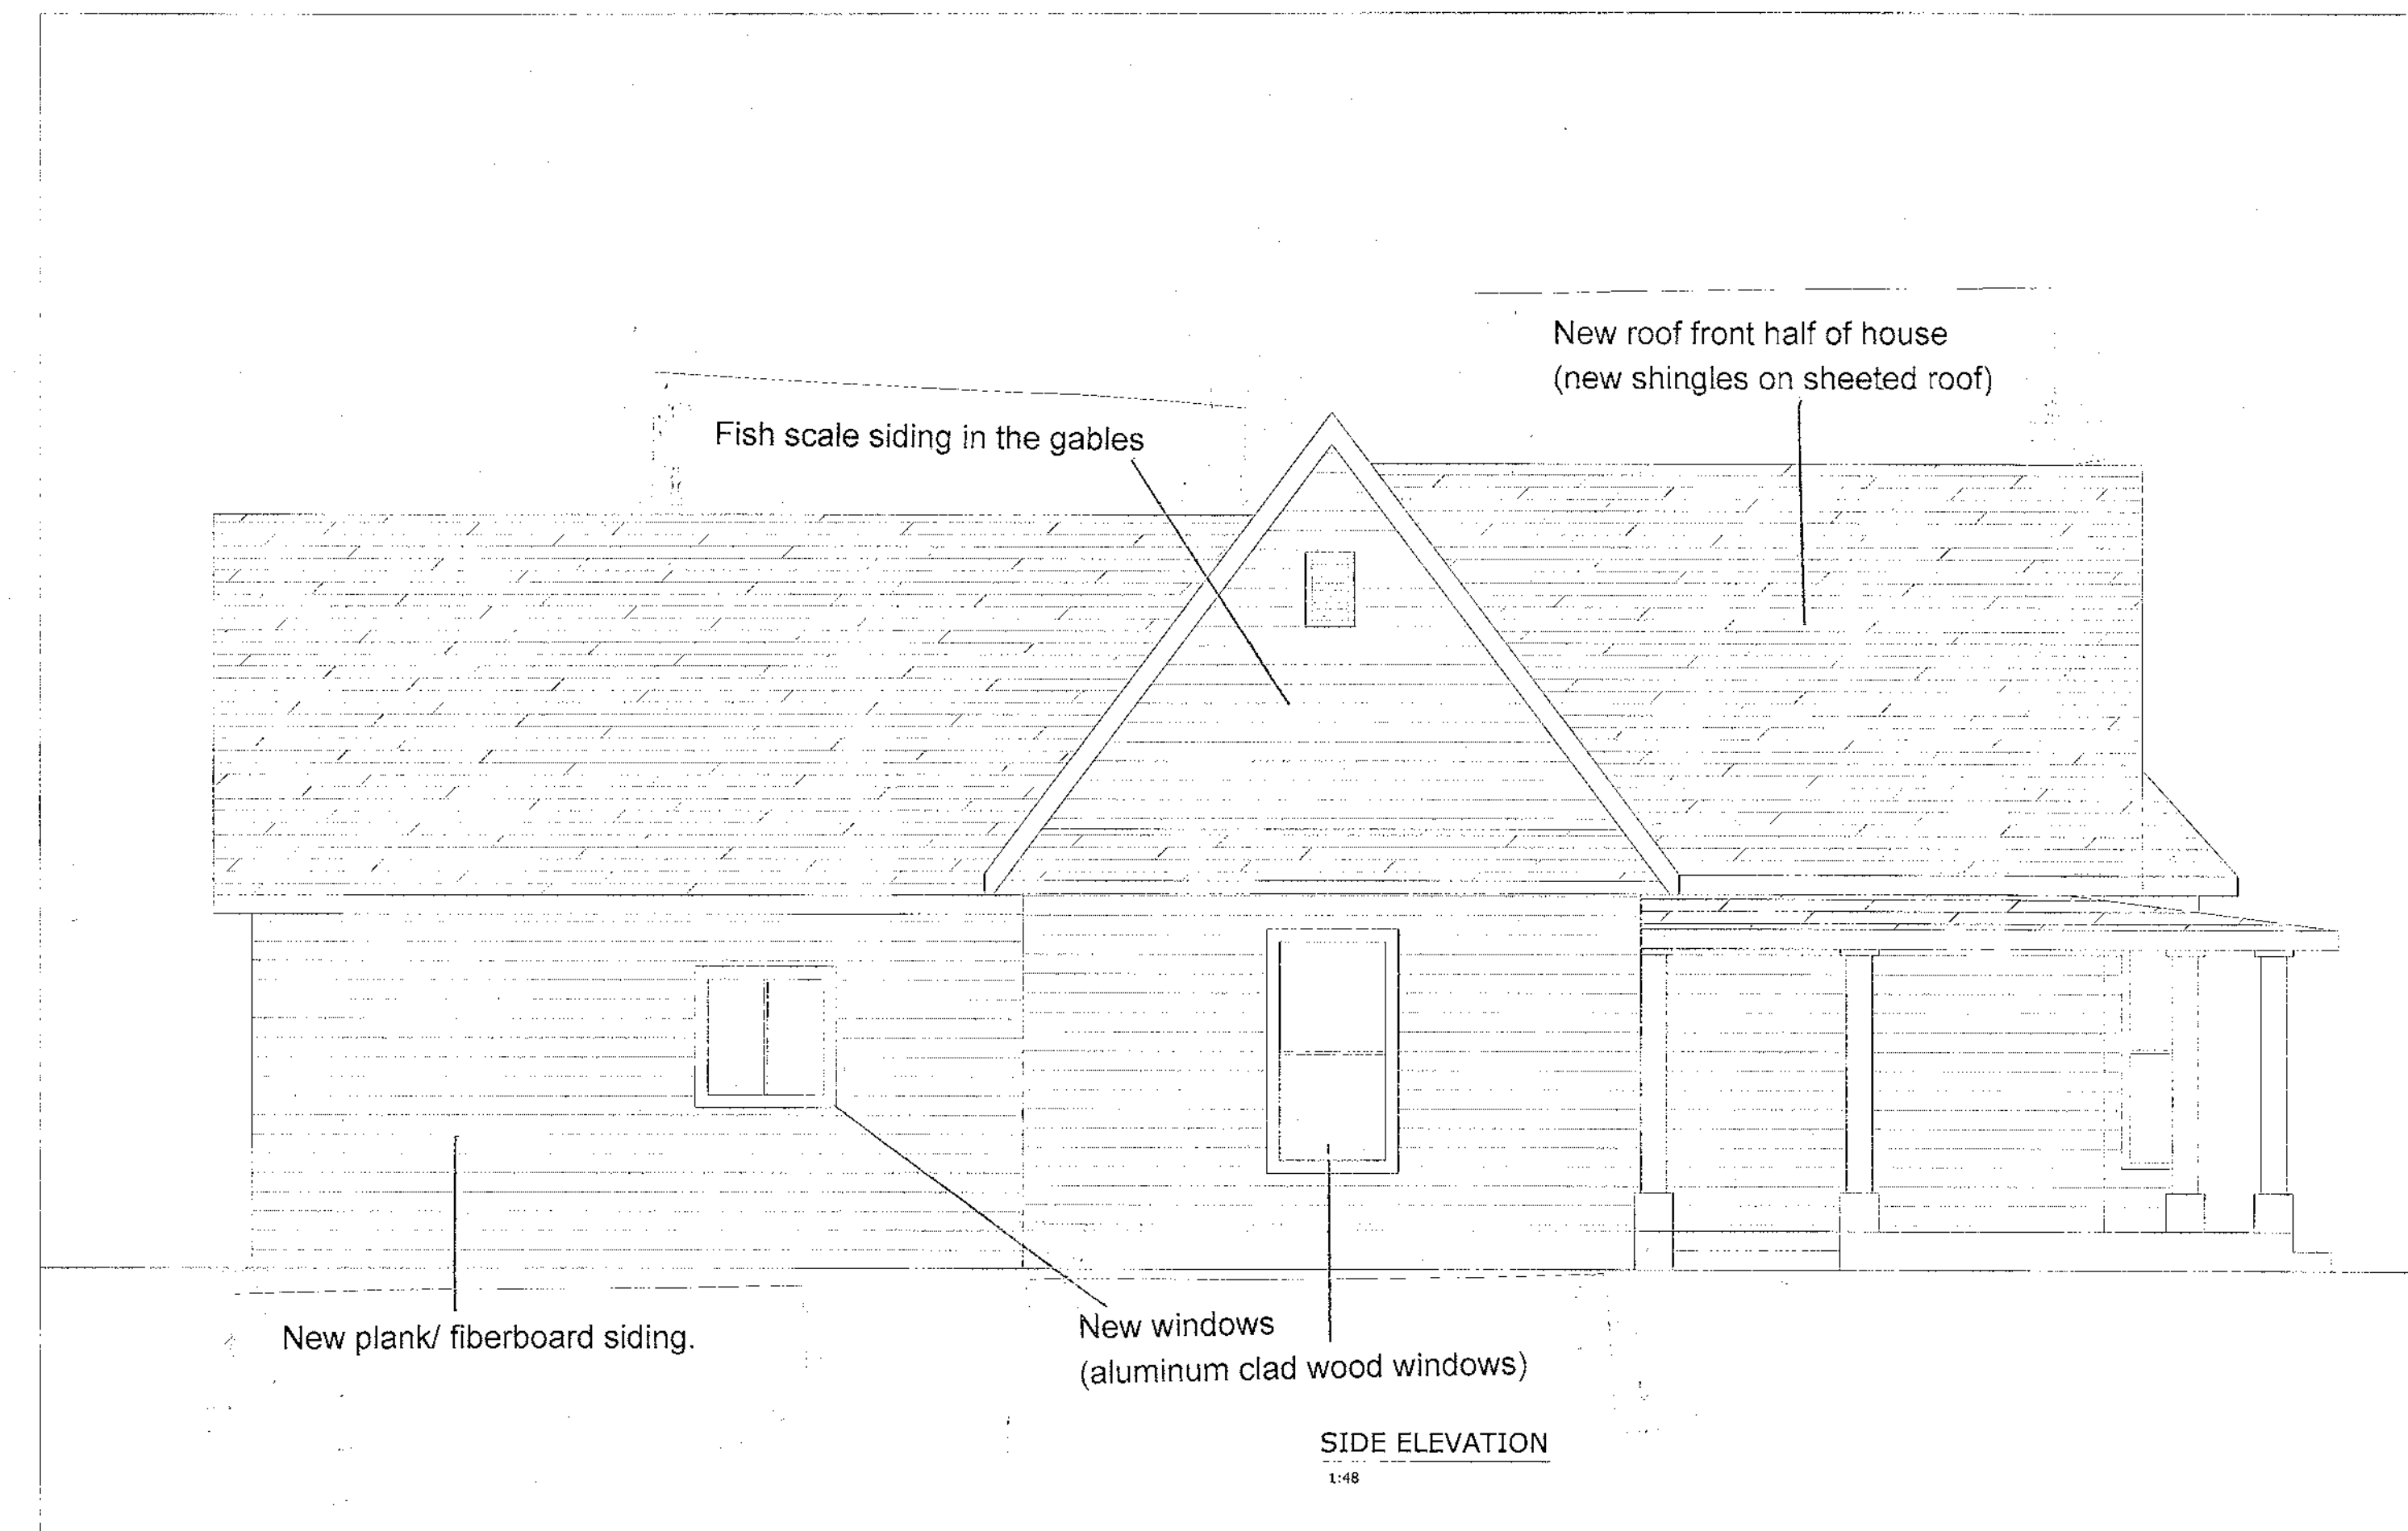 New roof front half of house
(new shingles on sheeted roof)
Fish scale siding in the gables
New plank/ fiberboard siding.
New windows
(aluminum clad wood windows)
SIDE ELEVATION
1:48